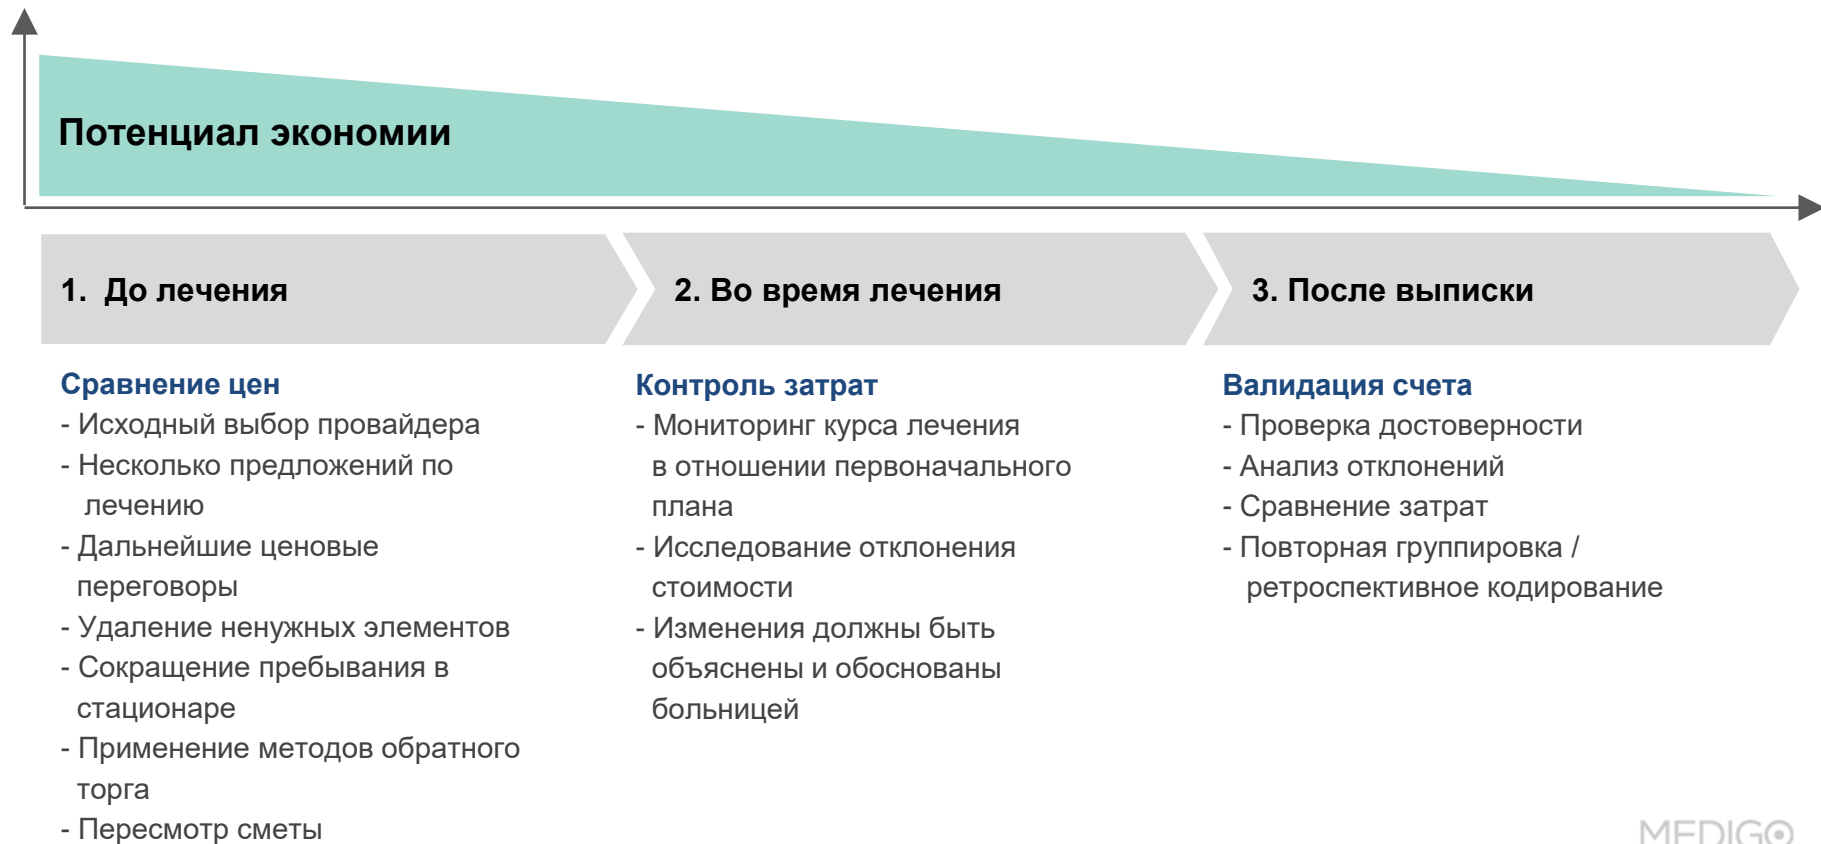 Потенциал экономии
1. До лечения
2. Во время лечения
3. После выписки
Сравнение цен
- Исходный выбор провайдера
- Несколько предложений по
лечению
- Дальнейшие ценовые
переговоры
- Удаление ненужных элементов
- Сокращение пребывания в
стационаре
- Применение методов обратного
торга
- Пересмотр сметы
Контроль затрат
- Мониторинг курса лечения
в отношении первоначального
плана
- Исследование отклонения
стоимости
- Изменения должны быть
объяснены и обоснованы
больницей
Валидация счета
- Проверка достоверности
- Анализ отклонений
- Сравнение затрат
- Повторная группировка /
ретроспективное кодирование
MEDIGO